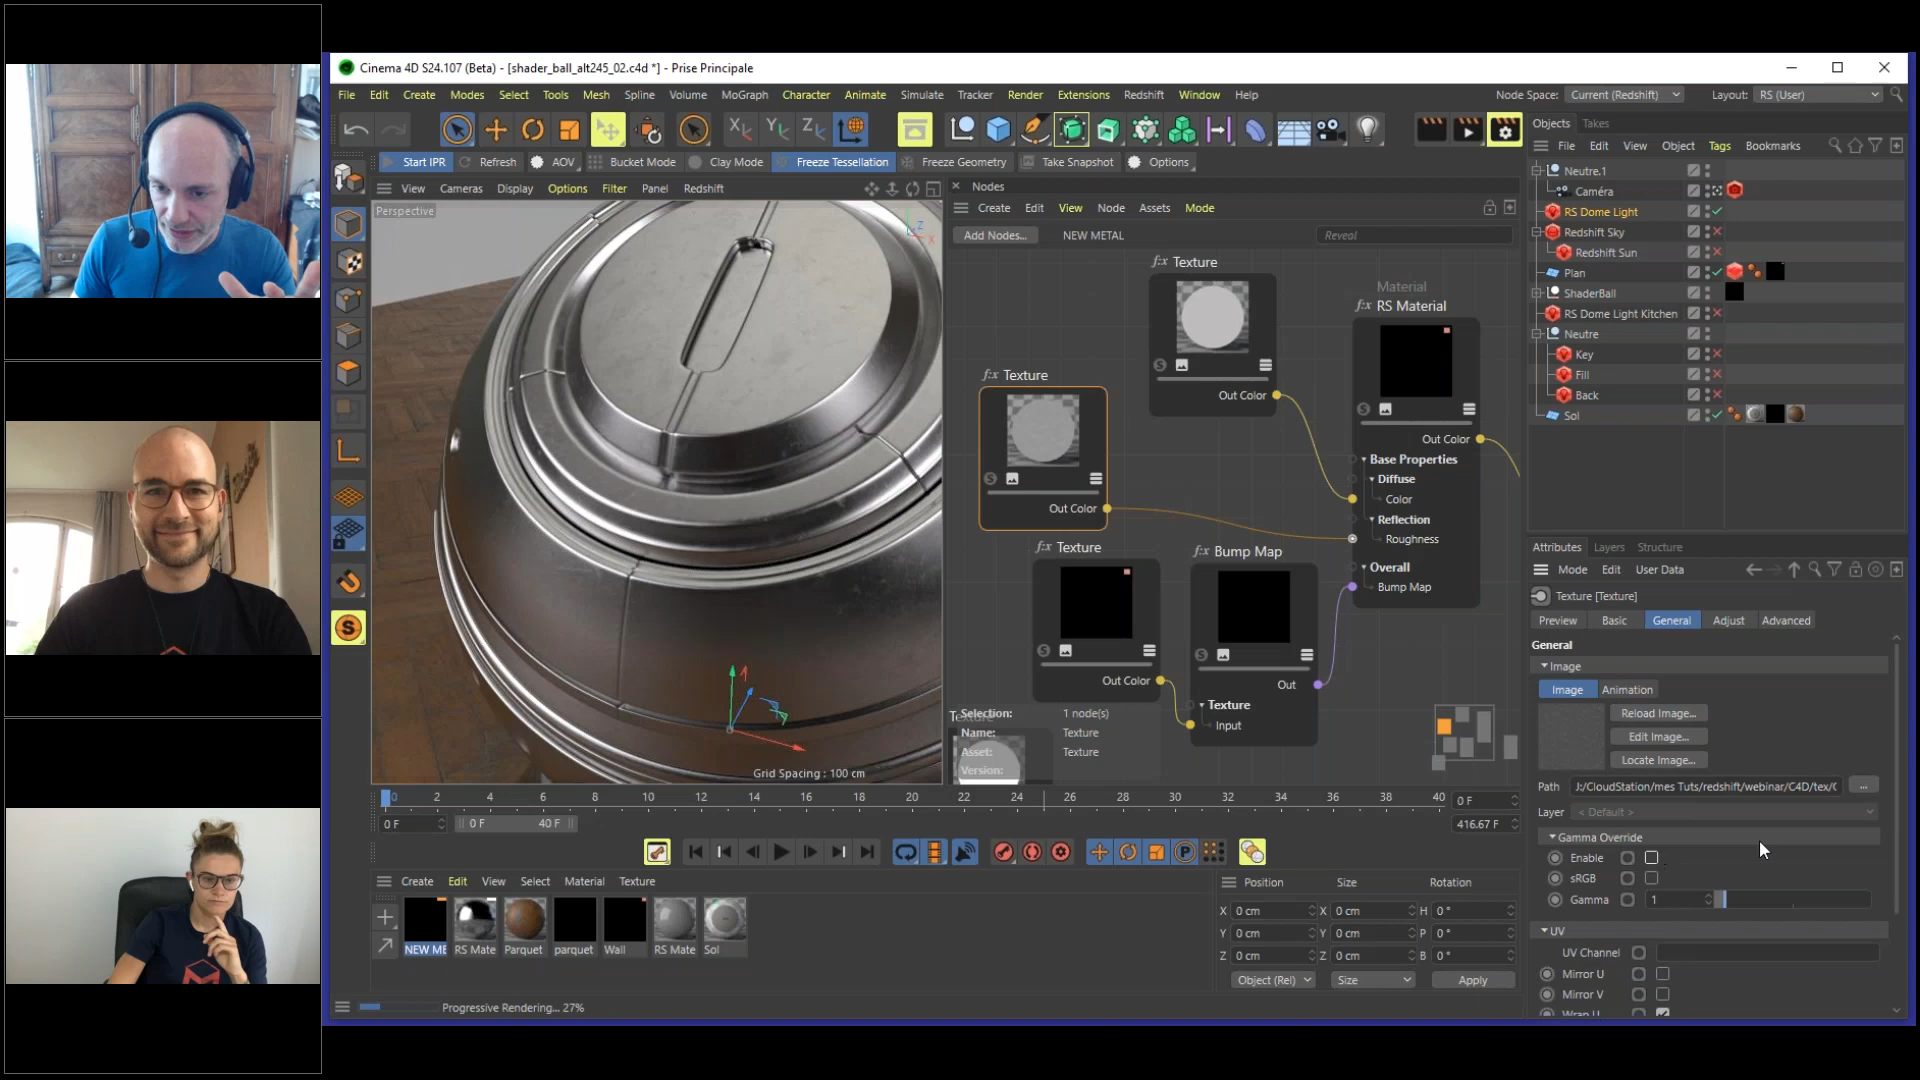 Cinema 4D S24.107 (Beta) - [shader_ball_alt245_02.c4d *] - Prise Principale
File Edit Create Modes Select Tools Mesh Spline Volume MoGraph Character Animate Simulate Tracker Render Extensions Redshift Window Help
Node Space: Current (Redshift) Layout: RS (User)
Start IPR Refresh AOV Bucket Mode Clay Mode Freeze Tessellation Freeze Geometry Take Snapshot Options
View Cameras Display Options Filter Panel Redshift
Perspective
Grid Spacing : 100 cm
Nodes
Create Edit View Node Assets Mode
Add Nodes... NEW METAL Reveal
f:x Texture
Out Color
f:x Texture
Out Color
f:x Texture
Out Color
f:x Bump Map
Out
Texture
Input
Material
f:x RS Material
Out Color
Base Properties
Diffuse
Color
Reflection
Roughness
Overall
Bump Map
Selection: 1 node(s)
Name: Texture
Asset: Texture
Version:
Objects Takes
File Edit View Object Tags Bookmarks
Neutre.1
Caméra
RS Dome Light
Redshift Sky
Redshift Sun
Plan
ShaderBall
RS Dome Light Kitchen
Neutre
Key
Fill
Back
Sol
Attributes Layers Structure
Mode Edit User Data
Texture [Texture]
Preview Basic General Adjust Advanced
General
Image
Image Animation
Reload Image...
Edit Image...
Locate Image...
Path J:/CloudStation/mes Tuts/redshift/webinar/C4D/tex/ ...
Layer < Default >
Gamma Override
Enable
sRGB
Gamma 1
UV
UV Channel
Mirror U
Mirror V
Wrap U
0 2 4 6 8 10 12 14 16 18 20 22 24 26 28 30 32 34 36 38 40 0 F
0 F 0 F 40 F 416.67 F
Create Edit View Select Material Texture
NEW ME RS Mate Parquet parquet Wall RS Mate Sol
Position Size Rotation
X 0 cm X 0 cm H 0 °
Y 0 cm Y 0 cm P 0 °
Z 0 cm Z 0 cm B 0 °
Object (Rel) Size Apply
Progressive Rendering... 27%